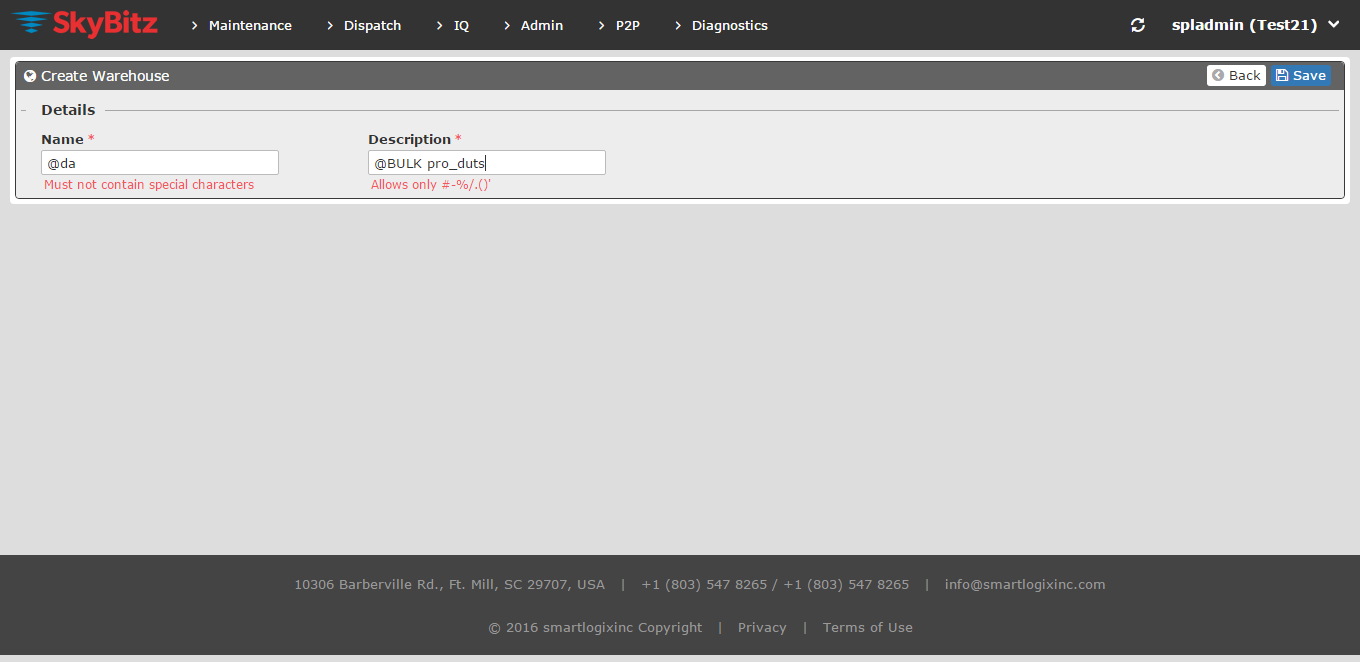 SkyBitz Maintenance Dispatch IQ Admin P2P Diagnostics spladmin (Test21)
Create Warehouse Back Save
Details
Name * Description *
@da @BULK pro_duts
Must not contain special characters Allows only #-%/.()'
10306 Barberville Rd., Ft. Mill, SC 29707, USA | +1 (803) 547 8265 / +1 (803) 547 8265 | info@smartlogixinc.com
© 2016 smartlogixinc Copyright | Privacy | Terms of Use